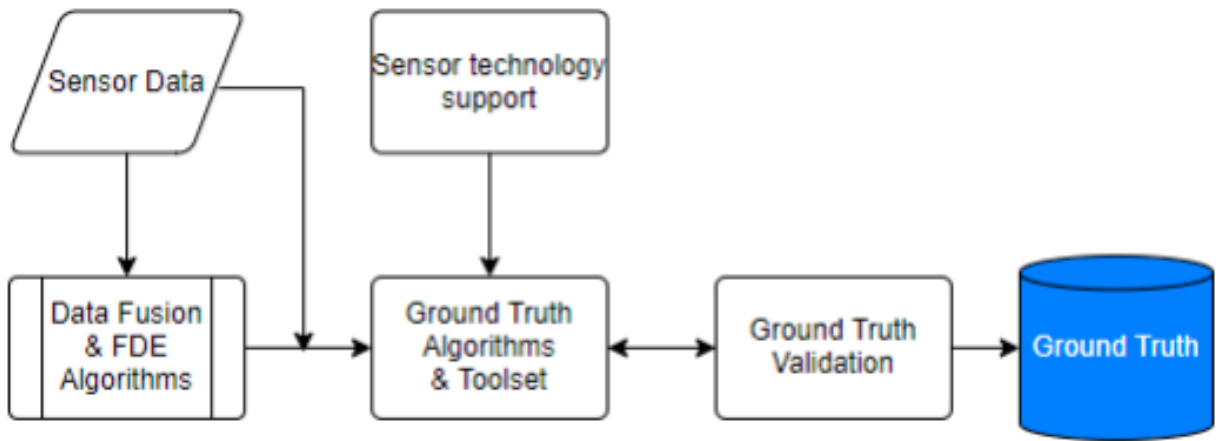 Sensor Data
Sensor technology
support
Data Fusion
& FDE
Algorithms
Ground Truth
Algorithms
& Toolset
Ground Truth
Validation
Ground Truth